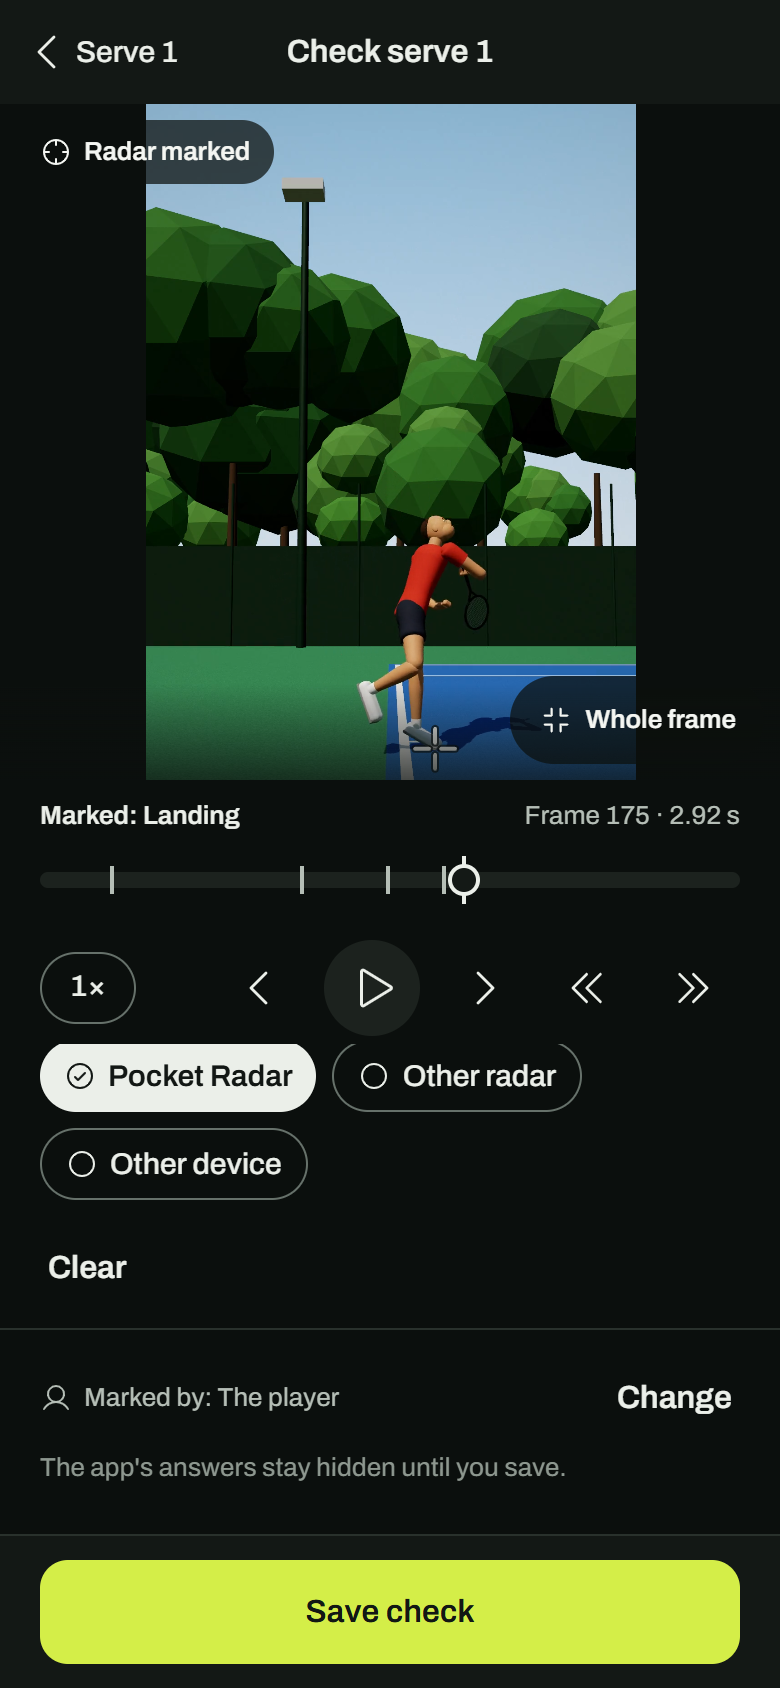 Serve 1
Check serve 1
Radar marked
Whole frame
Marked: Landing
Frame 175 · 2.92 s
1×
Pocket Radar
Other radar
Other device
Clear
Marked by: The player
Change
The app's answers stay hidden until you save.
Save check